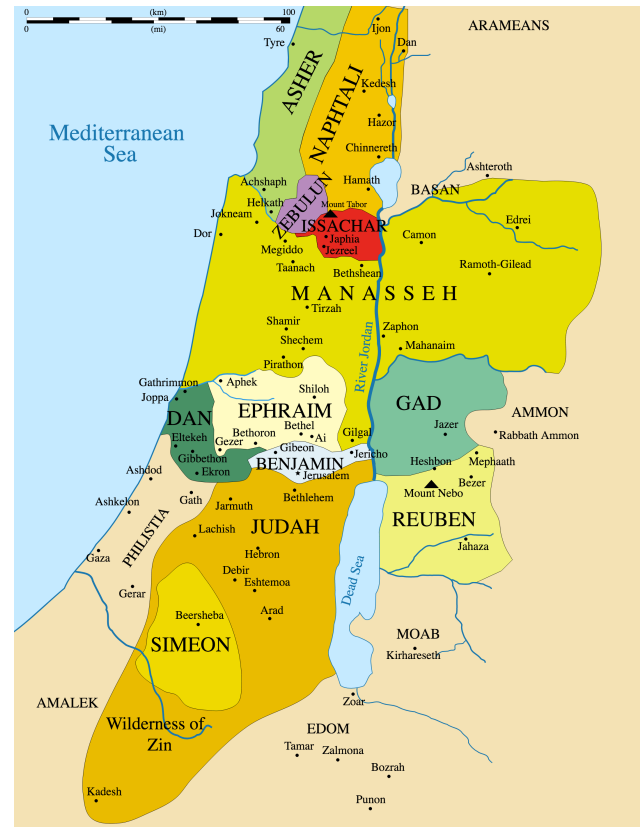 0 (km) 100
0 (mi) 60
ARAMEANS
Ijon
Tyre
Dan
ASHER
NAPHTALI
Kedesh
Hazor
Mediterranean
Sea
Chinnereth
Ashteroth
Achshaph
Hamath
BASAN
Helkath
ZEBULUN
Mount Tabor
Jokneam
ISSACHAR
Edrei
Dor
Japhia
Camon
Megiddo
Jezreel
Taanach
Bethshean
Ramoth-Gilead
MANASSEH
Tirzah
Shamir
Zaphon
Shechem
Mahanaim
River Jordan
Pirathon
Gathrimmon
Aphek
Joppa
Shiloh
DAN
EPHRAIM
GAD
AMMON
Bethel
Jazer
Eltekeh
Bethoron
Ai
Gilgal
Rabbath Ammon
Gezer
Gibeon
Jericho
Gibbethon
BENJAMIN
Heshbon
Mephaath
Ashdod
Ekron
Jerusalem
Bezer
Mount Nebo
Gath
Bethlehem
Ashkelon
Jarmuth
REUBEN
PHILISTIA
Lachish
JUDAH
Jahaza
Gaza
Hebron
Dead Sea
Debir
Eshtemoa
Gerar
Beersheba
Arad
MOAB
SIMEON
Kirhareseth
AMALEK
Zoar
Wilderness of
Zin
EDOM
Tamar
Zalmona
Bozrah
Kadesh
Punon